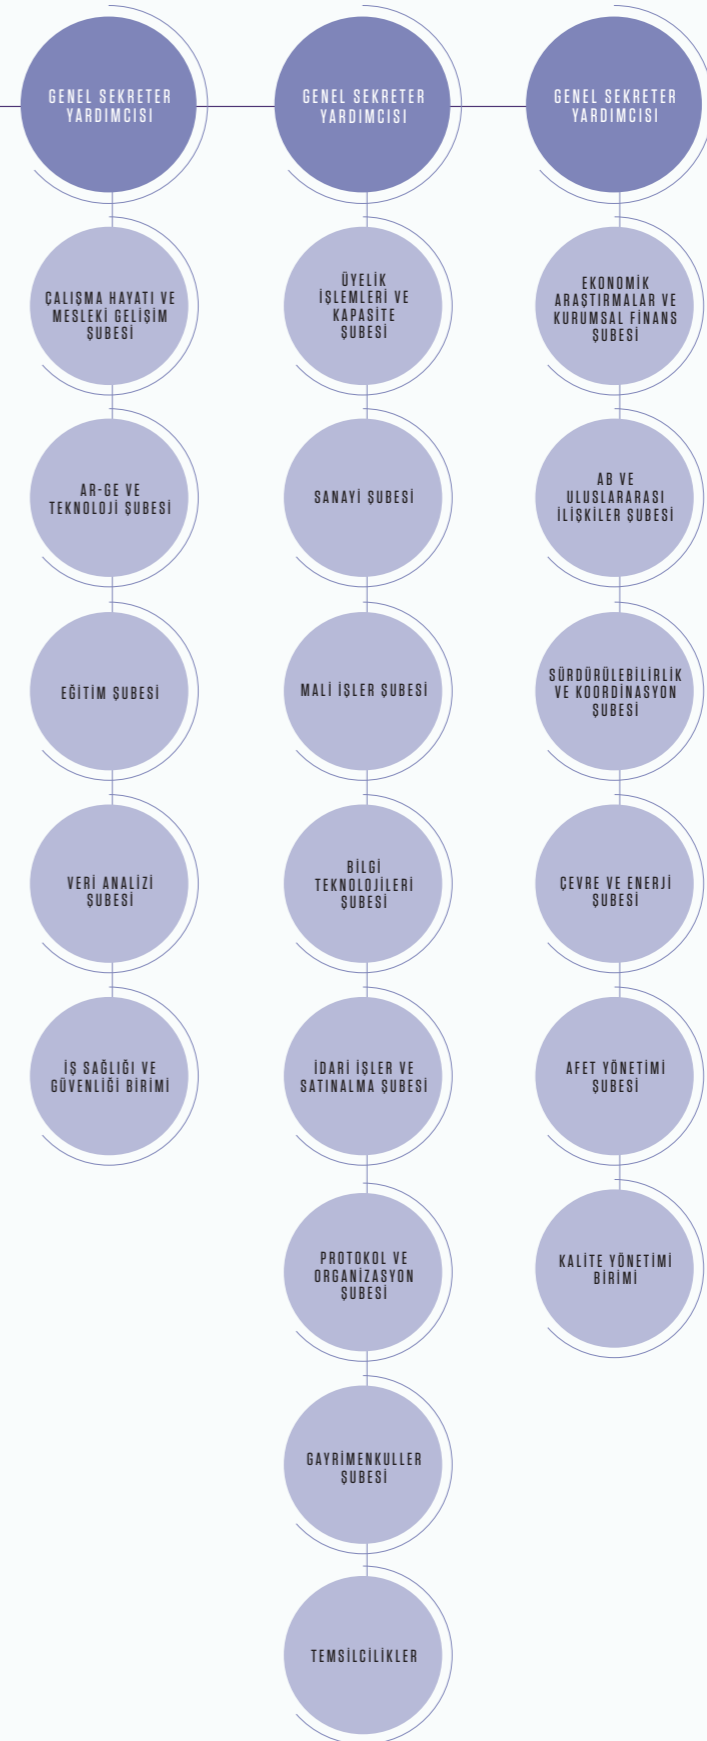 GENEL SEKRETER
YARDIMCISI
ÇALIŞMA HAYATI VE
MESLEKİ GELİŞİM
ŞUBESİ
AR-GE VE
TEKNOLOJİ ŞUBESİ
EĞİTİM ŞUBESİ
VERİ ANALİZİ
ŞUBESİ
İŞ SAĞLIĞI VE
GÜVENLİĞİ BİRİMİ
GENEL SEKRETER
YARDIMCISI
ÜYELİK
İŞLEMLERİ VE
KAPASİTE
ŞUBESİ
SANAYİ ŞUBESİ
MALİ İŞLER ŞUBESİ
BİLGİ
TEKNOLOJİLERİ
ŞUBESİ
İDARİ İŞLER VE
SATINALMA ŞUBESİ
PROTOKOL VE
ORGANİZASYON
ŞUBESİ
GAYRİMENKULLER
ŞUBESİ
TEMSİLCİLİKLER
GENEL SEKRETER
YARDIMCISI
EKONOMİK
ARAŞTIRMALAR VE
KURUMSAL FİNANS
ŞUBESİ
AB VE
ULUSLARARASI
İLİŞKİLER ŞUBESİ
SÜRDÜRÜLEBİLİRLİK
VE KOORDİNASYON
ŞUBESİ
ÇEVRE VE ENERJİ
ŞUBESİ
AFET YÖNETİMİ
ŞUBESİ
KALİTE YÖNETİMİ
BİRİMİ